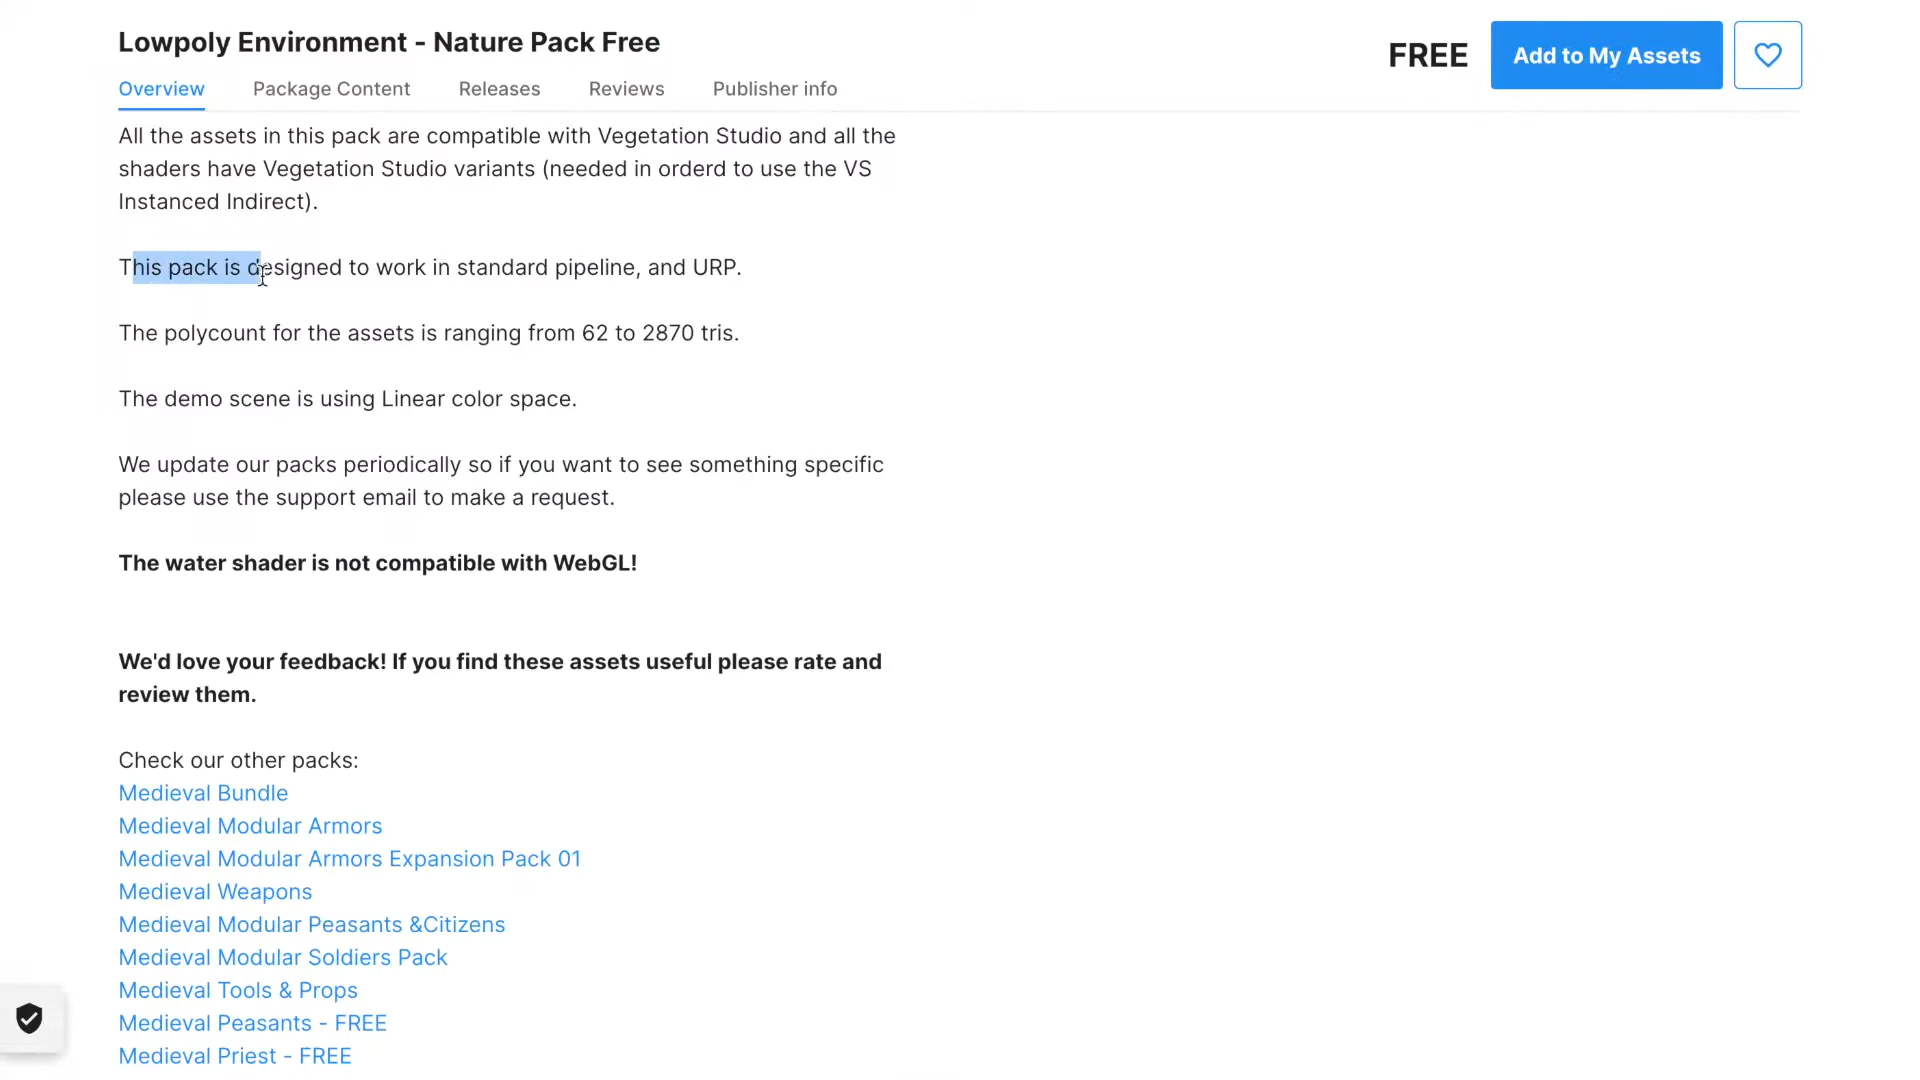 Lowpoly Environment - Nature Pack Free
FREE
Add to My Assets
Overview
Package Content
Releases
Reviews
Publisher info
All the assets in this pack are compatible with Vegetation Studio and all the
shaders have Vegetation Studio variants (needed in orderd to use the VS
Instanced Indirect).
This pack is designed to work in standard pipeline, and URP.
The polycount for the assets is ranging from 62 to 2870 tris.
The demo scene is using Linear color space.
We update our packs periodically so if you want to see something specific
please use the support email to make a request.
The water shader is not compatible with WebGL!
We'd love your feedback! If you find these assets useful please rate and
review them.
Check our other packs:
Medieval Bundle
Medieval Modular Armors
Medieval Modular Armors Expansion Pack 01
Medieval Weapons
Medieval Modular Peasants &Citizens
Medieval Modular Soldiers Pack
Medieval Tools & Props
Medieval Peasants - FREE
Medieval Priest - FREE